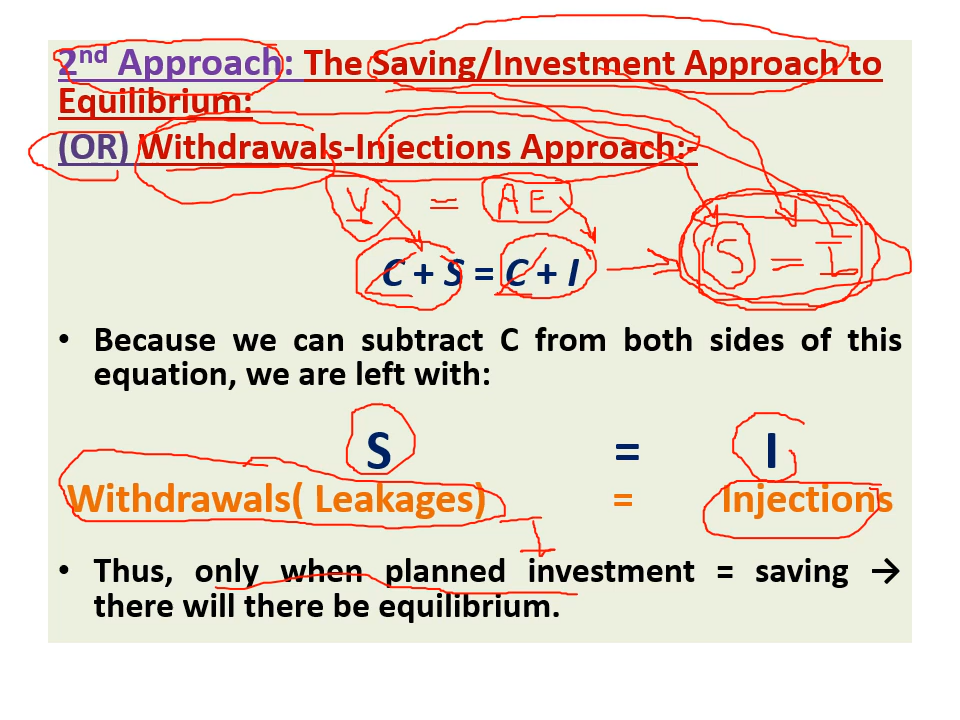 2nd Approach: The Saving/Investment Approach to
Equilibrium:
(OR) Withdrawals-Injections Approach:-
Y = AE
C + S = C + I → S = I
• Because we can subtract C from both sides of this
equation, we are left with:
S = I
Withdrawals( Leakages) = Injections
I
• Thus, only when planned investment = saving →
there will there be equilibrium.